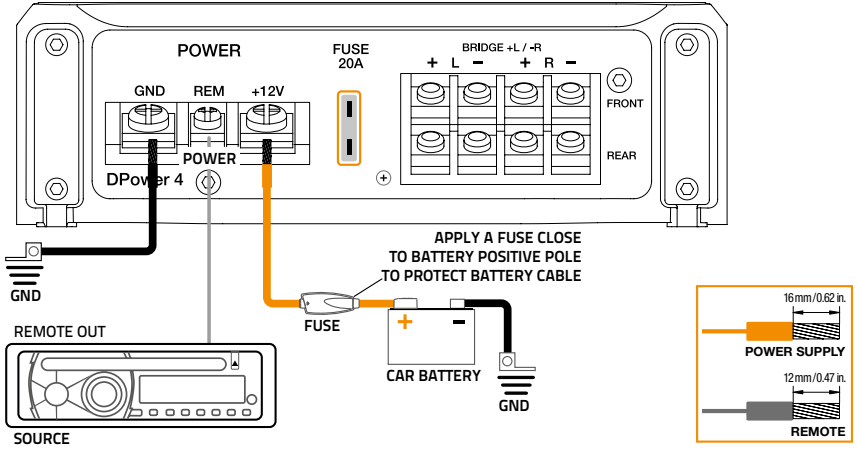 POWER
FUSE
20A
BRIDGE +L / -R
+ L - + R -
GND REM +12V
FRONT
REAR
POWER
DPower 4
APPLY A FUSE CLOSE
TO BATTERY POSITIVE POLE
TO PROTECT BATTERY CABLE
GND
FUSE
+ -
CAR BATTERY
GND
REMOTE OUT
SOURCE
16 mm/0.62 in.
POWER SUPPLY
12 mm/0.47 in.
REMOTE